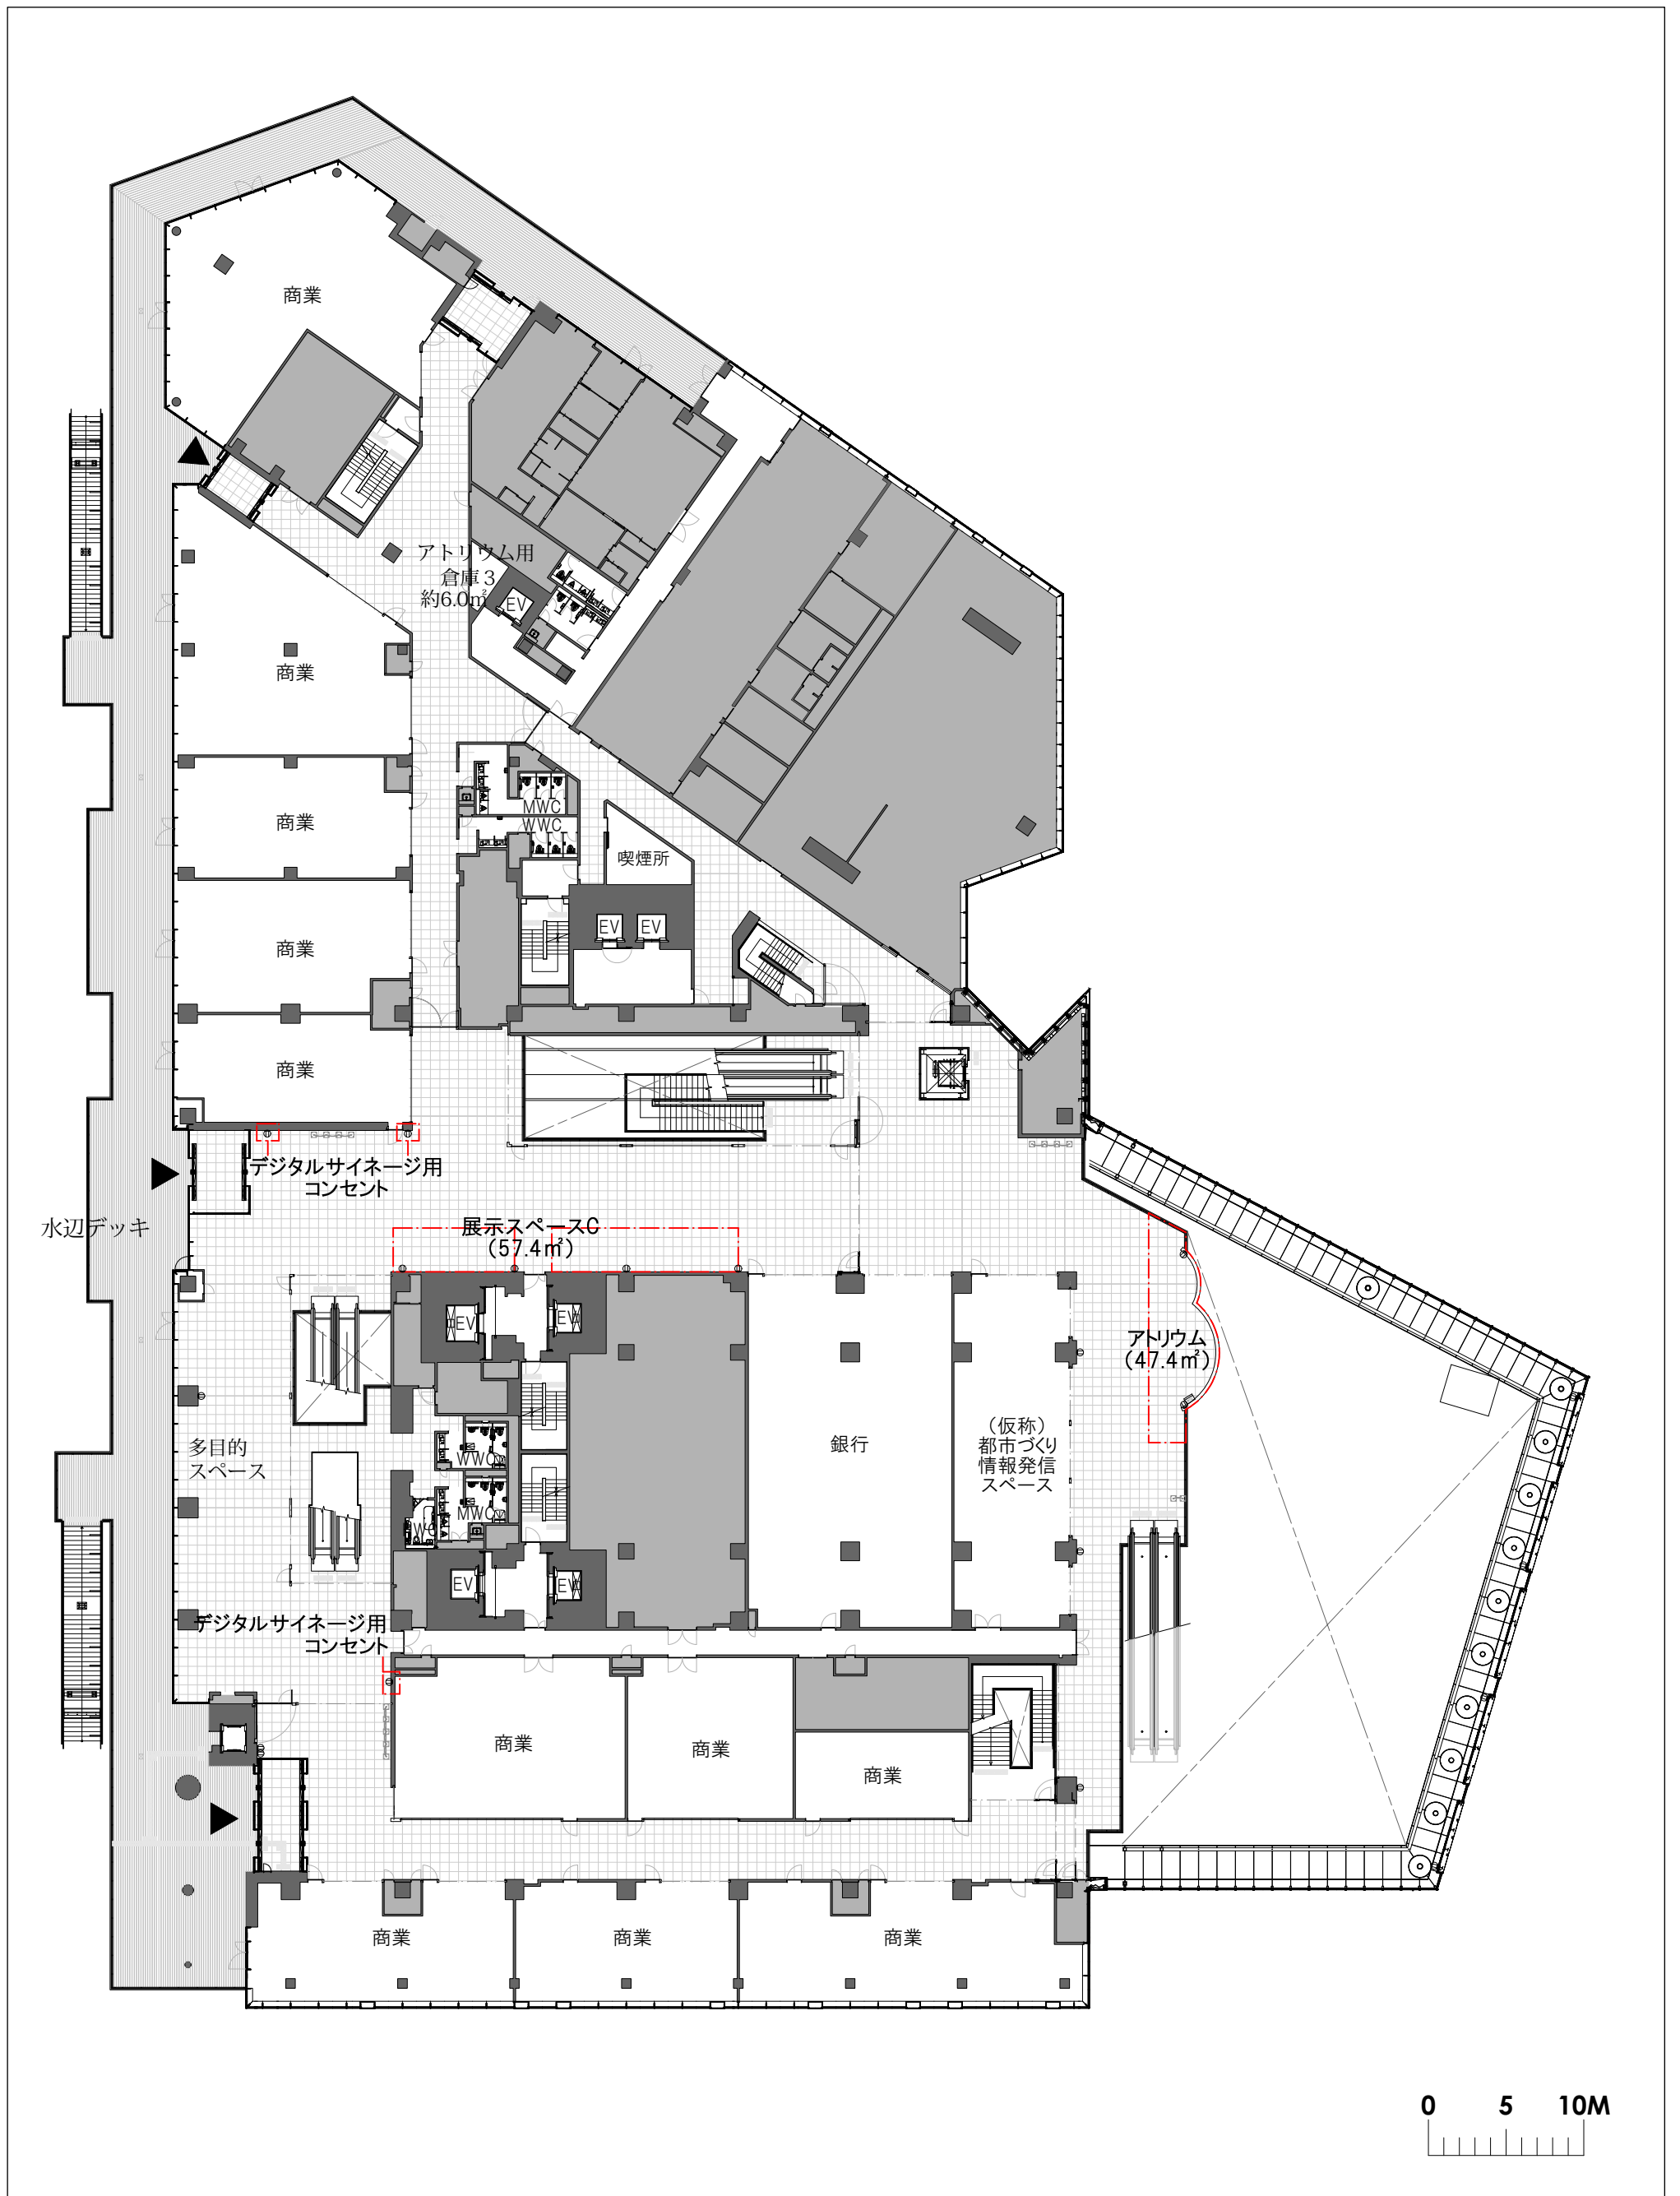 商業
アトリウム用
倉庫３
約6.0㎡
EV
商業
MWC
商業
WWC
喫煙所
EV
EV
商業
商業
デジタルサイネージ用
コンセント
水辺デッキ
展示スペースC
（57.4㎡）
EV
EV
アトリウム
（47.4㎡）
多目的
スペース
WWC
銀行
（仮称）
都市づくり
情報発信
スペース
MWC
WC
EV
EV
デジタルサイネージ用
コンセント
商業
商業
商業
商業
商業
商業
0 5 10M